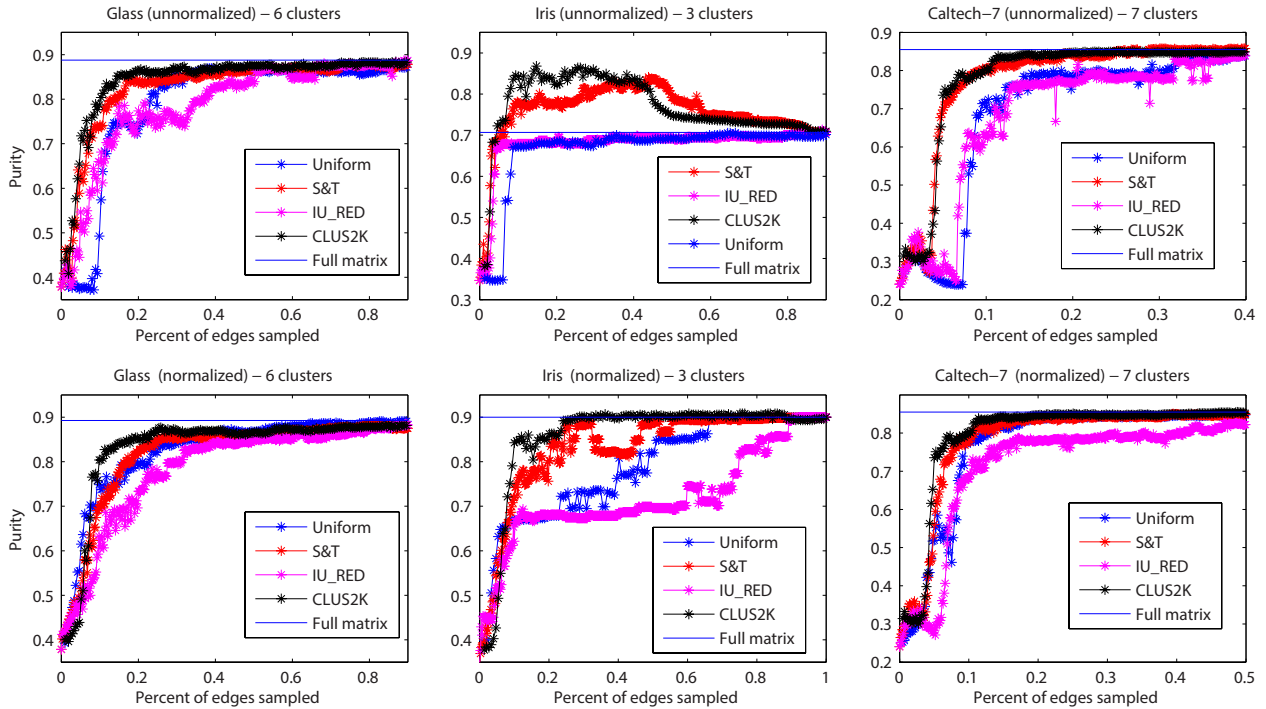 Glass (unnormalized) – 6 clusters
Purity
0.9
0.8
0.7
0.6
0.5
0.4
0 0.2 0.4 0.6 0.8
Percent of edges sampled
Uniform
S&T
IU_RED
CLUS2K
Full matrix
Iris (unnormalized) – 3 clusters
0.9
0.8
0.7
0.6
0.5
0.4
0.3
0 0.2 0.4 0.6 0.8
Percent of edges sampled
S&T
IU_RED
CLUS2K
Uniform
Full matrix
Caltech–7 (unnormalized) – 7 clusters
0.9
0.8
0.7
0.6
0.5
0.4
0.3
0.2
0 0.1 0.2 0.3 0.4
Percent of edges sampled
Uniform
S&T
IU_RED
CLUS2K
Full matrix
Glass (normalized) – 6 clusters
Purity
0.9
0.8
0.7
0.6
0.5
0.4
0 0.2 0.4 0.6 0.8
Percent of edges sampled
Uniform
S&T
IU_RED
CLUS2K
Full matrix
Iris (normalized) – 3 clusters
0.9
0.8
0.7
0.6
0.5
0.4
0 0.2 0.4 0.6 0.8 1
Percent of edges sampled
Uniform
S&T
IU_RED
CLUS2K
Full matrix
Caltech–7 (normalized) – 7 clusters
0.9
0.8
0.7
0.6
0.5
0.4
0.3
0.2
0 0.1 0.2 0.3 0.4 0.5
Percent of edges sampled
Uniform
S&T
IU_RED
CLUS2K
Full matrix